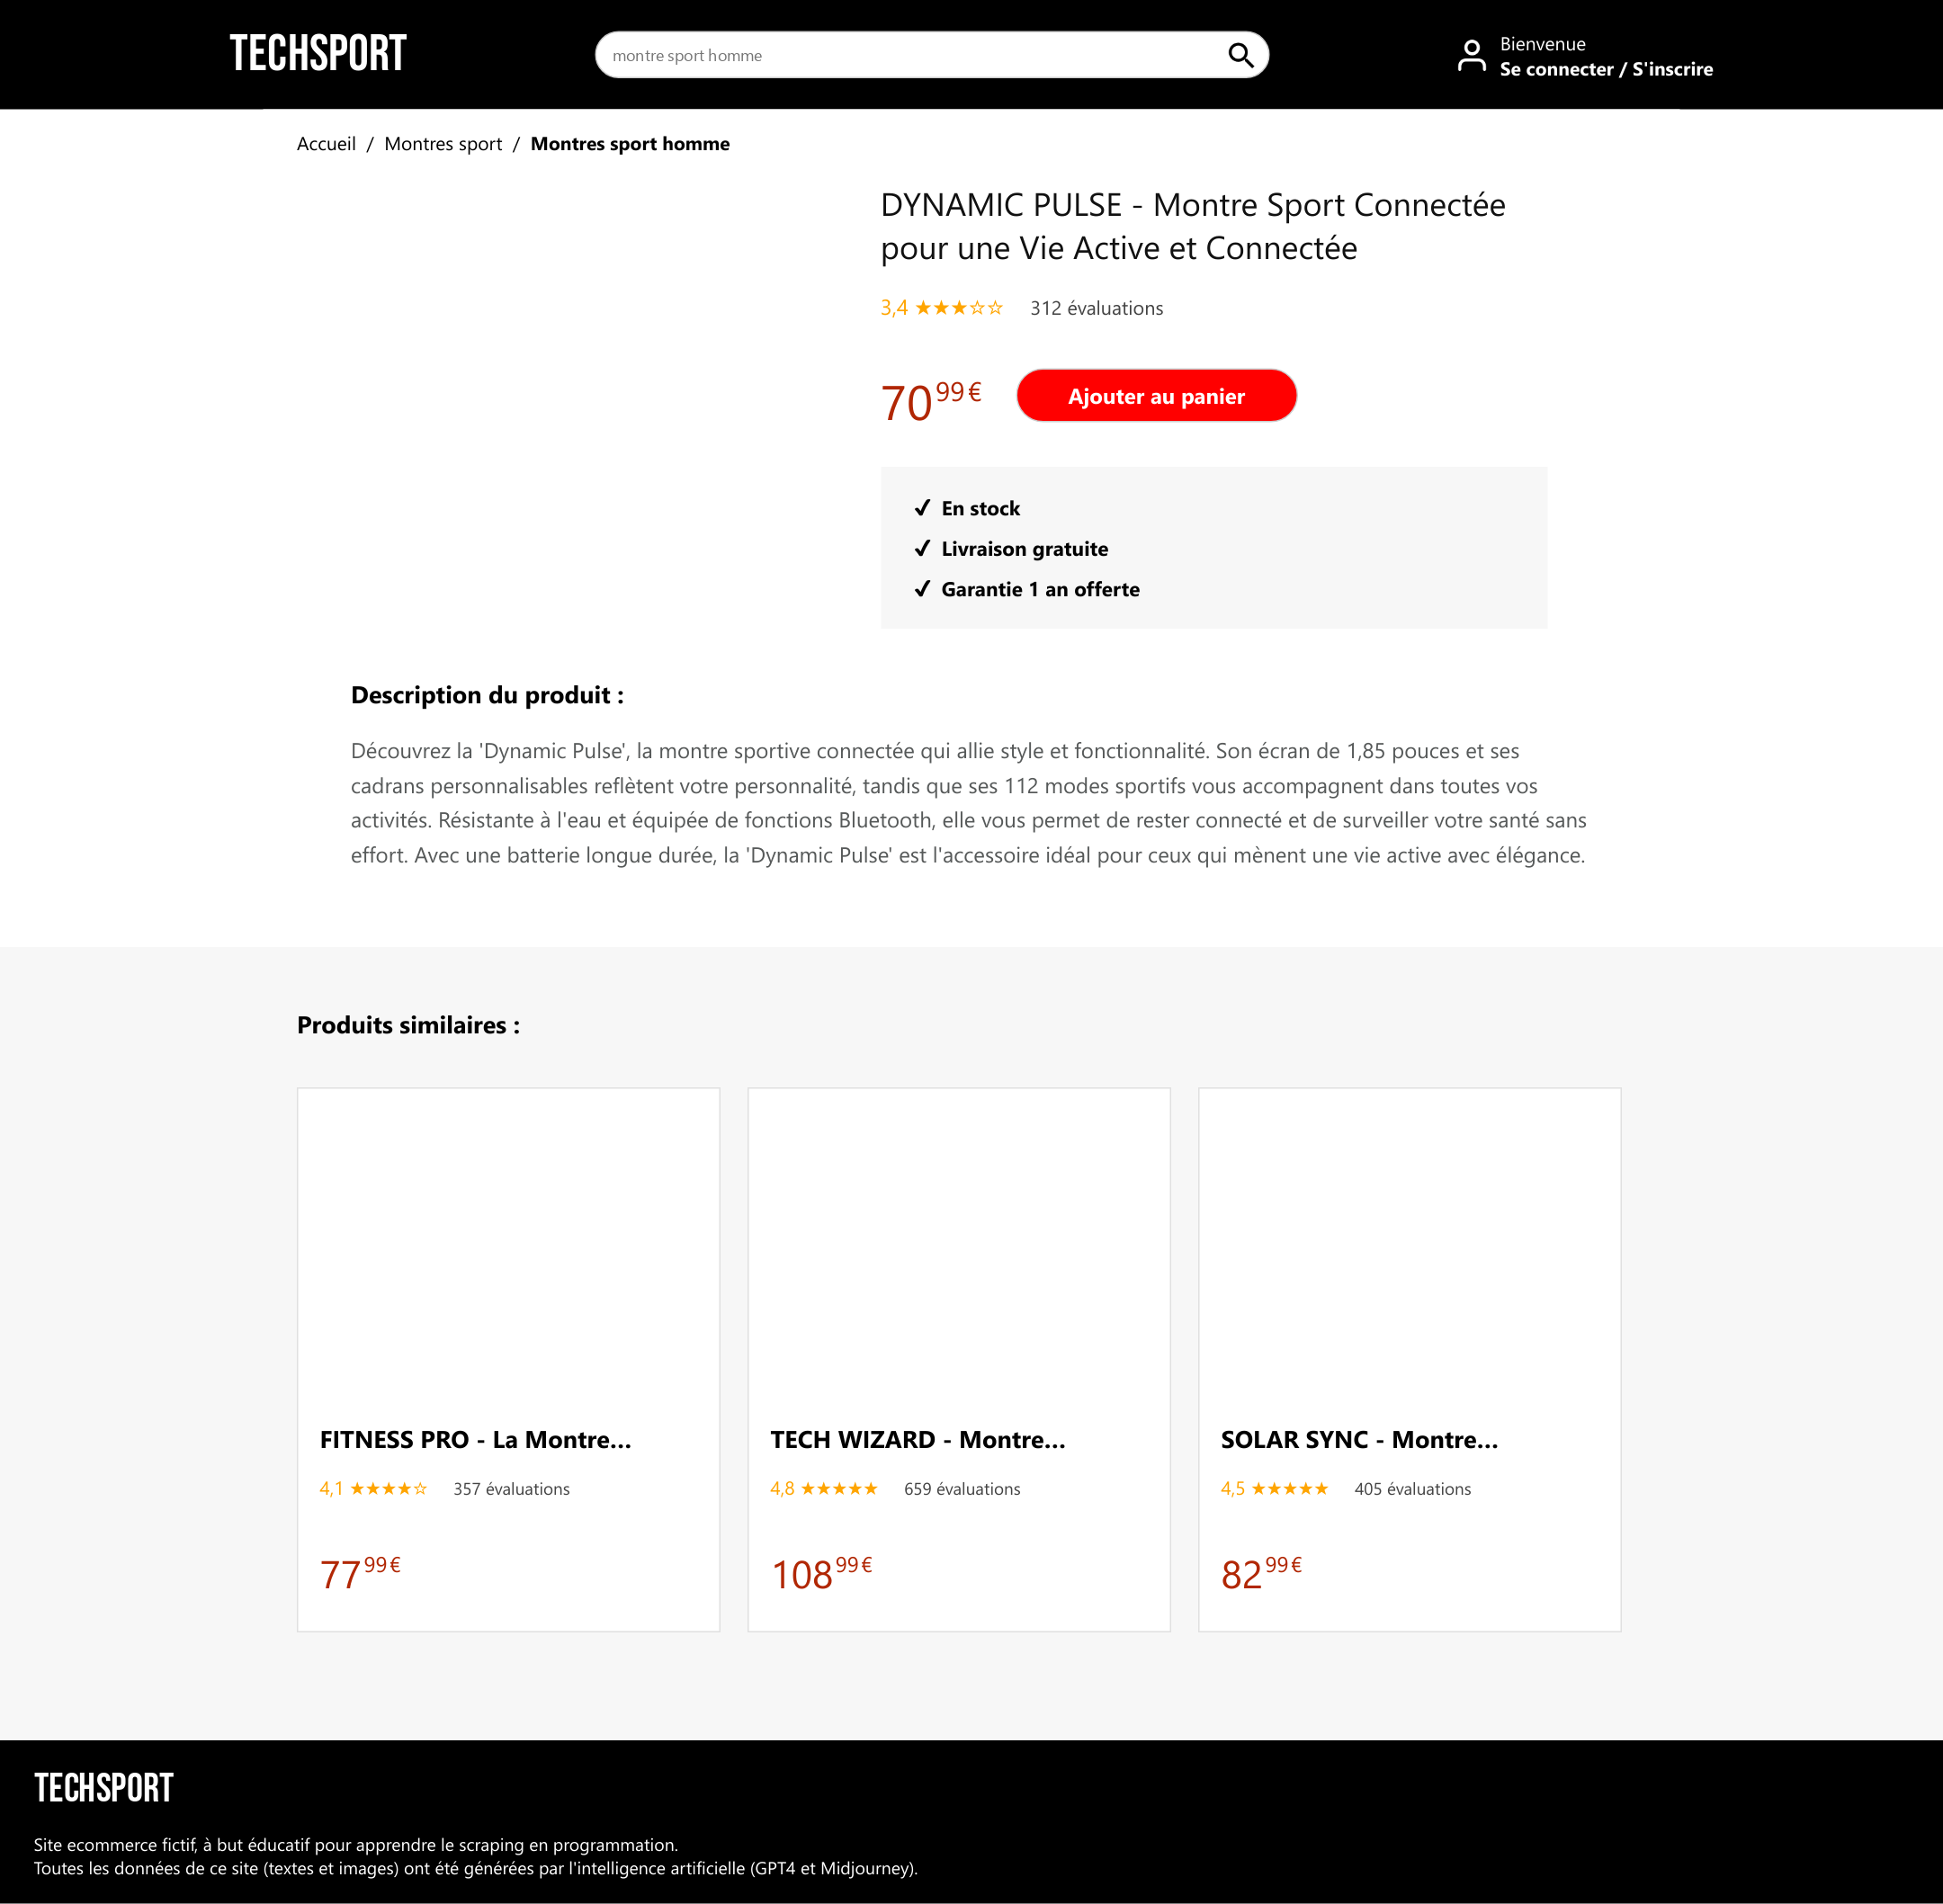 TECHSPORT
montre sport homme
Bienvenue
Se connecter / S'inscrire
Accueil / Montres sport / Montres sport homme
DYNAMIC PULSE - Montre Sport Connectée
pour une Vie Active et Connectée
3,4 ★★★☆☆ 312 évaluations
70 99 €
Ajouter au panier
✓ En stock
✓ Livraison gratuite
✓ Garantie 1 an offerte
Description du produit :
Découvrez la 'Dynamic Pulse', la montre sportive connectée qui allie style et fonctionnalité. Son écran de 1,85 pouces et ses
cadrans personnalisables reflètent votre personnalité, tandis que ses 112 modes sportifs vous accompagnent dans toutes vos
activités. Résistante à l'eau et équipée de fonctions Bluetooth, elle vous permet de rester connecté et de surveiller votre santé sans
effort. Avec une batterie longue durée, la 'Dynamic Pulse' est l'accessoire idéal pour ceux qui mènent une vie active avec élégance.
Produits similaires :
FITNESS PRO - La Montre...
4,1 ★★★★☆ 357 évaluations
77 99 €
TECH WIZARD - Montre...
4,8 ★★★★★ 659 évaluations
108 99 €
SOLAR SYNC - Montre...
4,5 ★★★★★ 405 évaluations
82 99 €
TECHSPORT
Site ecommerce fictif, à but éducatif pour apprendre le scraping en programmation.
Toutes les données de ce site (textes et images) ont été générées par l'intelligence artificielle (GPT4 et Midjourney).